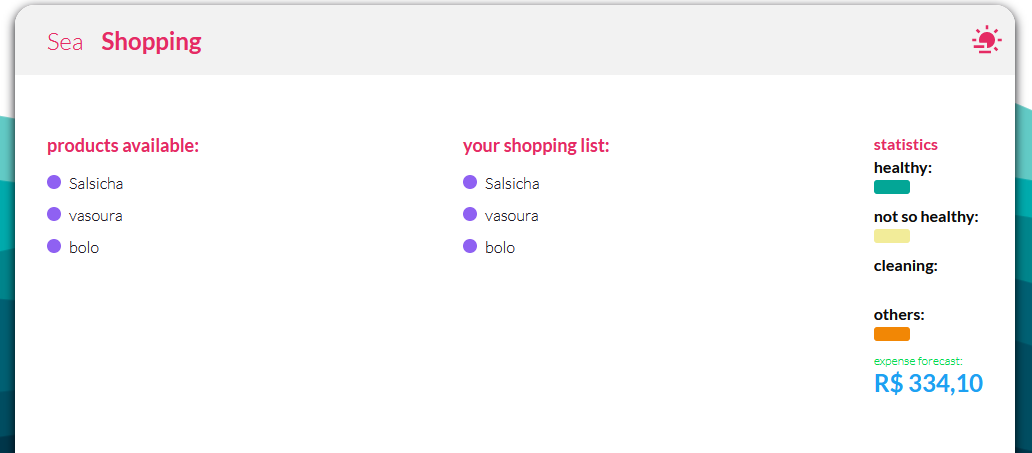 Sea Shopping
products available:
Salsicha
vasoura
bolo
your shopping list:
Salsicha
vasoura
bolo
statistics
healthy:
not so healthy:
cleaning:
others:
expense forecast:
R$ 334,10